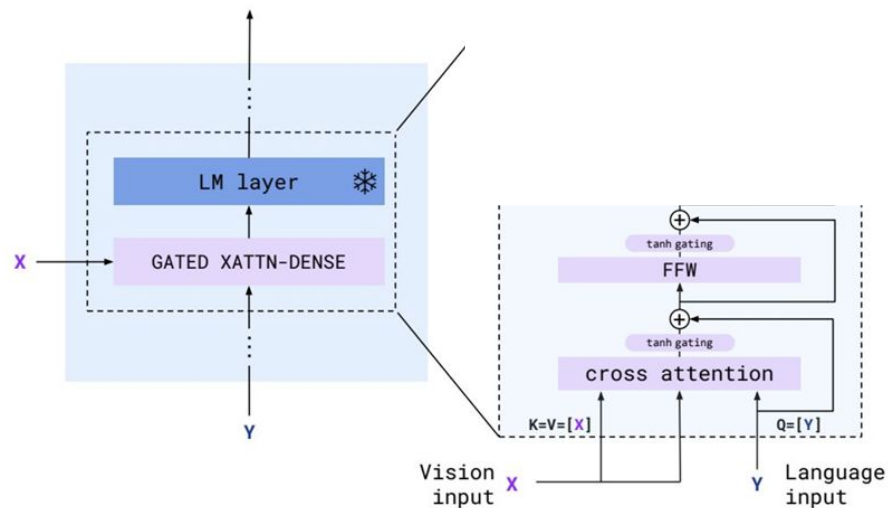 LM layer
X
GATED XATTN-DENSE
Y
tanh gating
FFW
tanh gating
cross attention
K=V=[X]
Q=[Y]
Vision
input
X
Y
Language
input